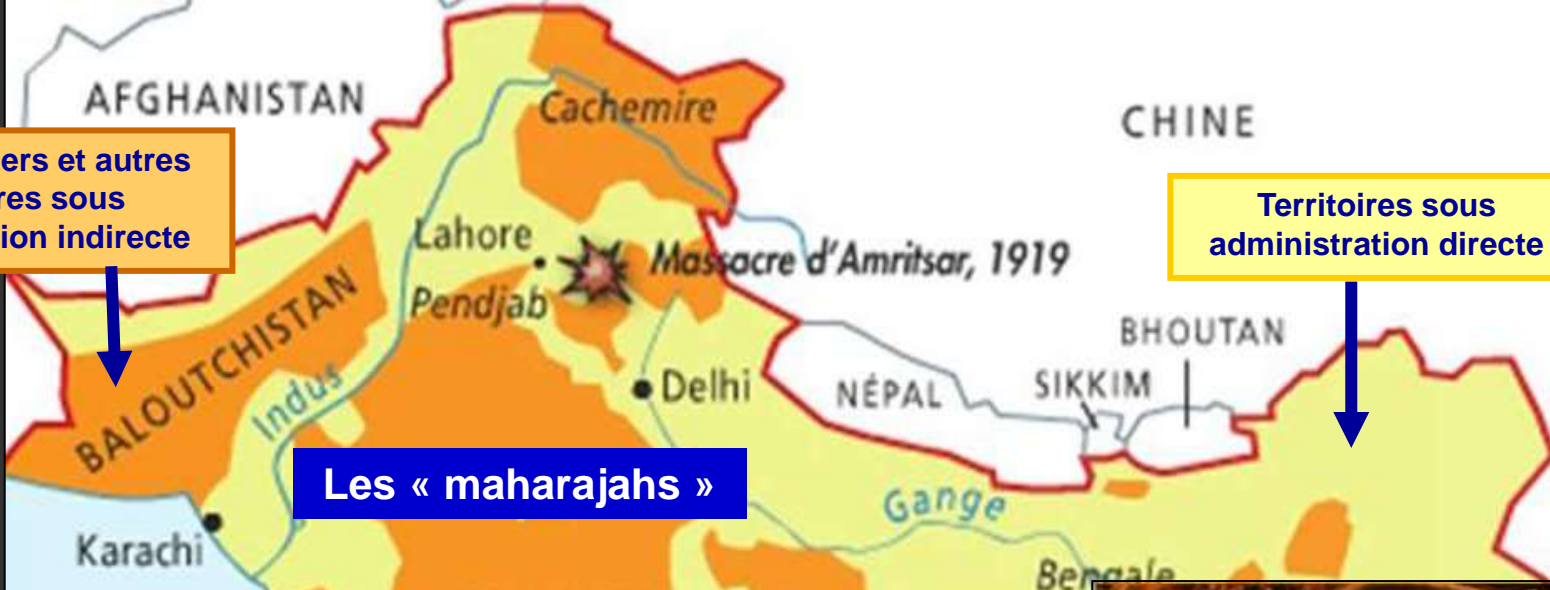 AFGHANISTAN
Cachemire
CHINE
ers et autres
res sous
ion indirecte
Territoires sous
administration directe
Lahore
Massacre d'Amritsar, 1919
Pendjab
BALOUTCHISTAN
Indus
Delhi
NÉPAL
SIKKIM
BHOUTAN
Les « maharajahs »
Gange
Karachi
Bengale